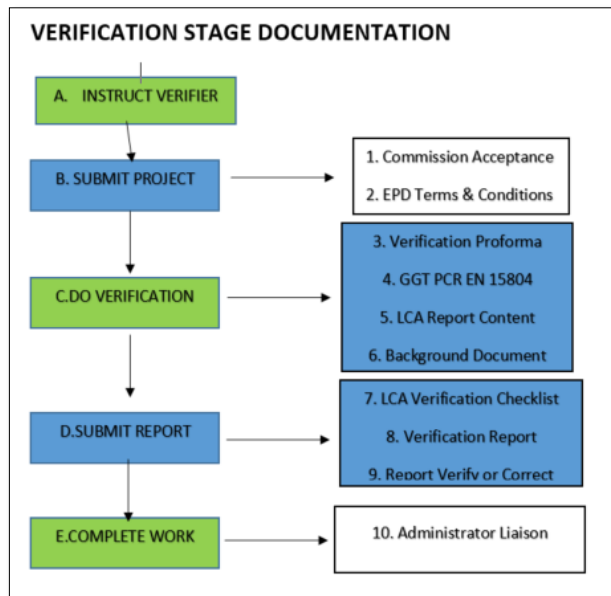 VERIFICATION STAGE DOCUMENTATION
A. INSTRUCT VERIFIER
B. SUBMIT PROJECT
1. Commission Acceptance
2. EPD Terms & Conditions
C.DO VERIFICATION
3. Verification Proforma
4. GGT PCR EN 15804
5. LCA Report Content
6. Background Document
D.SUBMIT REPORT
7. LCA Verification Checklist
8. Verification Report
9. Report Verify or Correct
E.COMPLETE WORK
10. Administrator Liaison